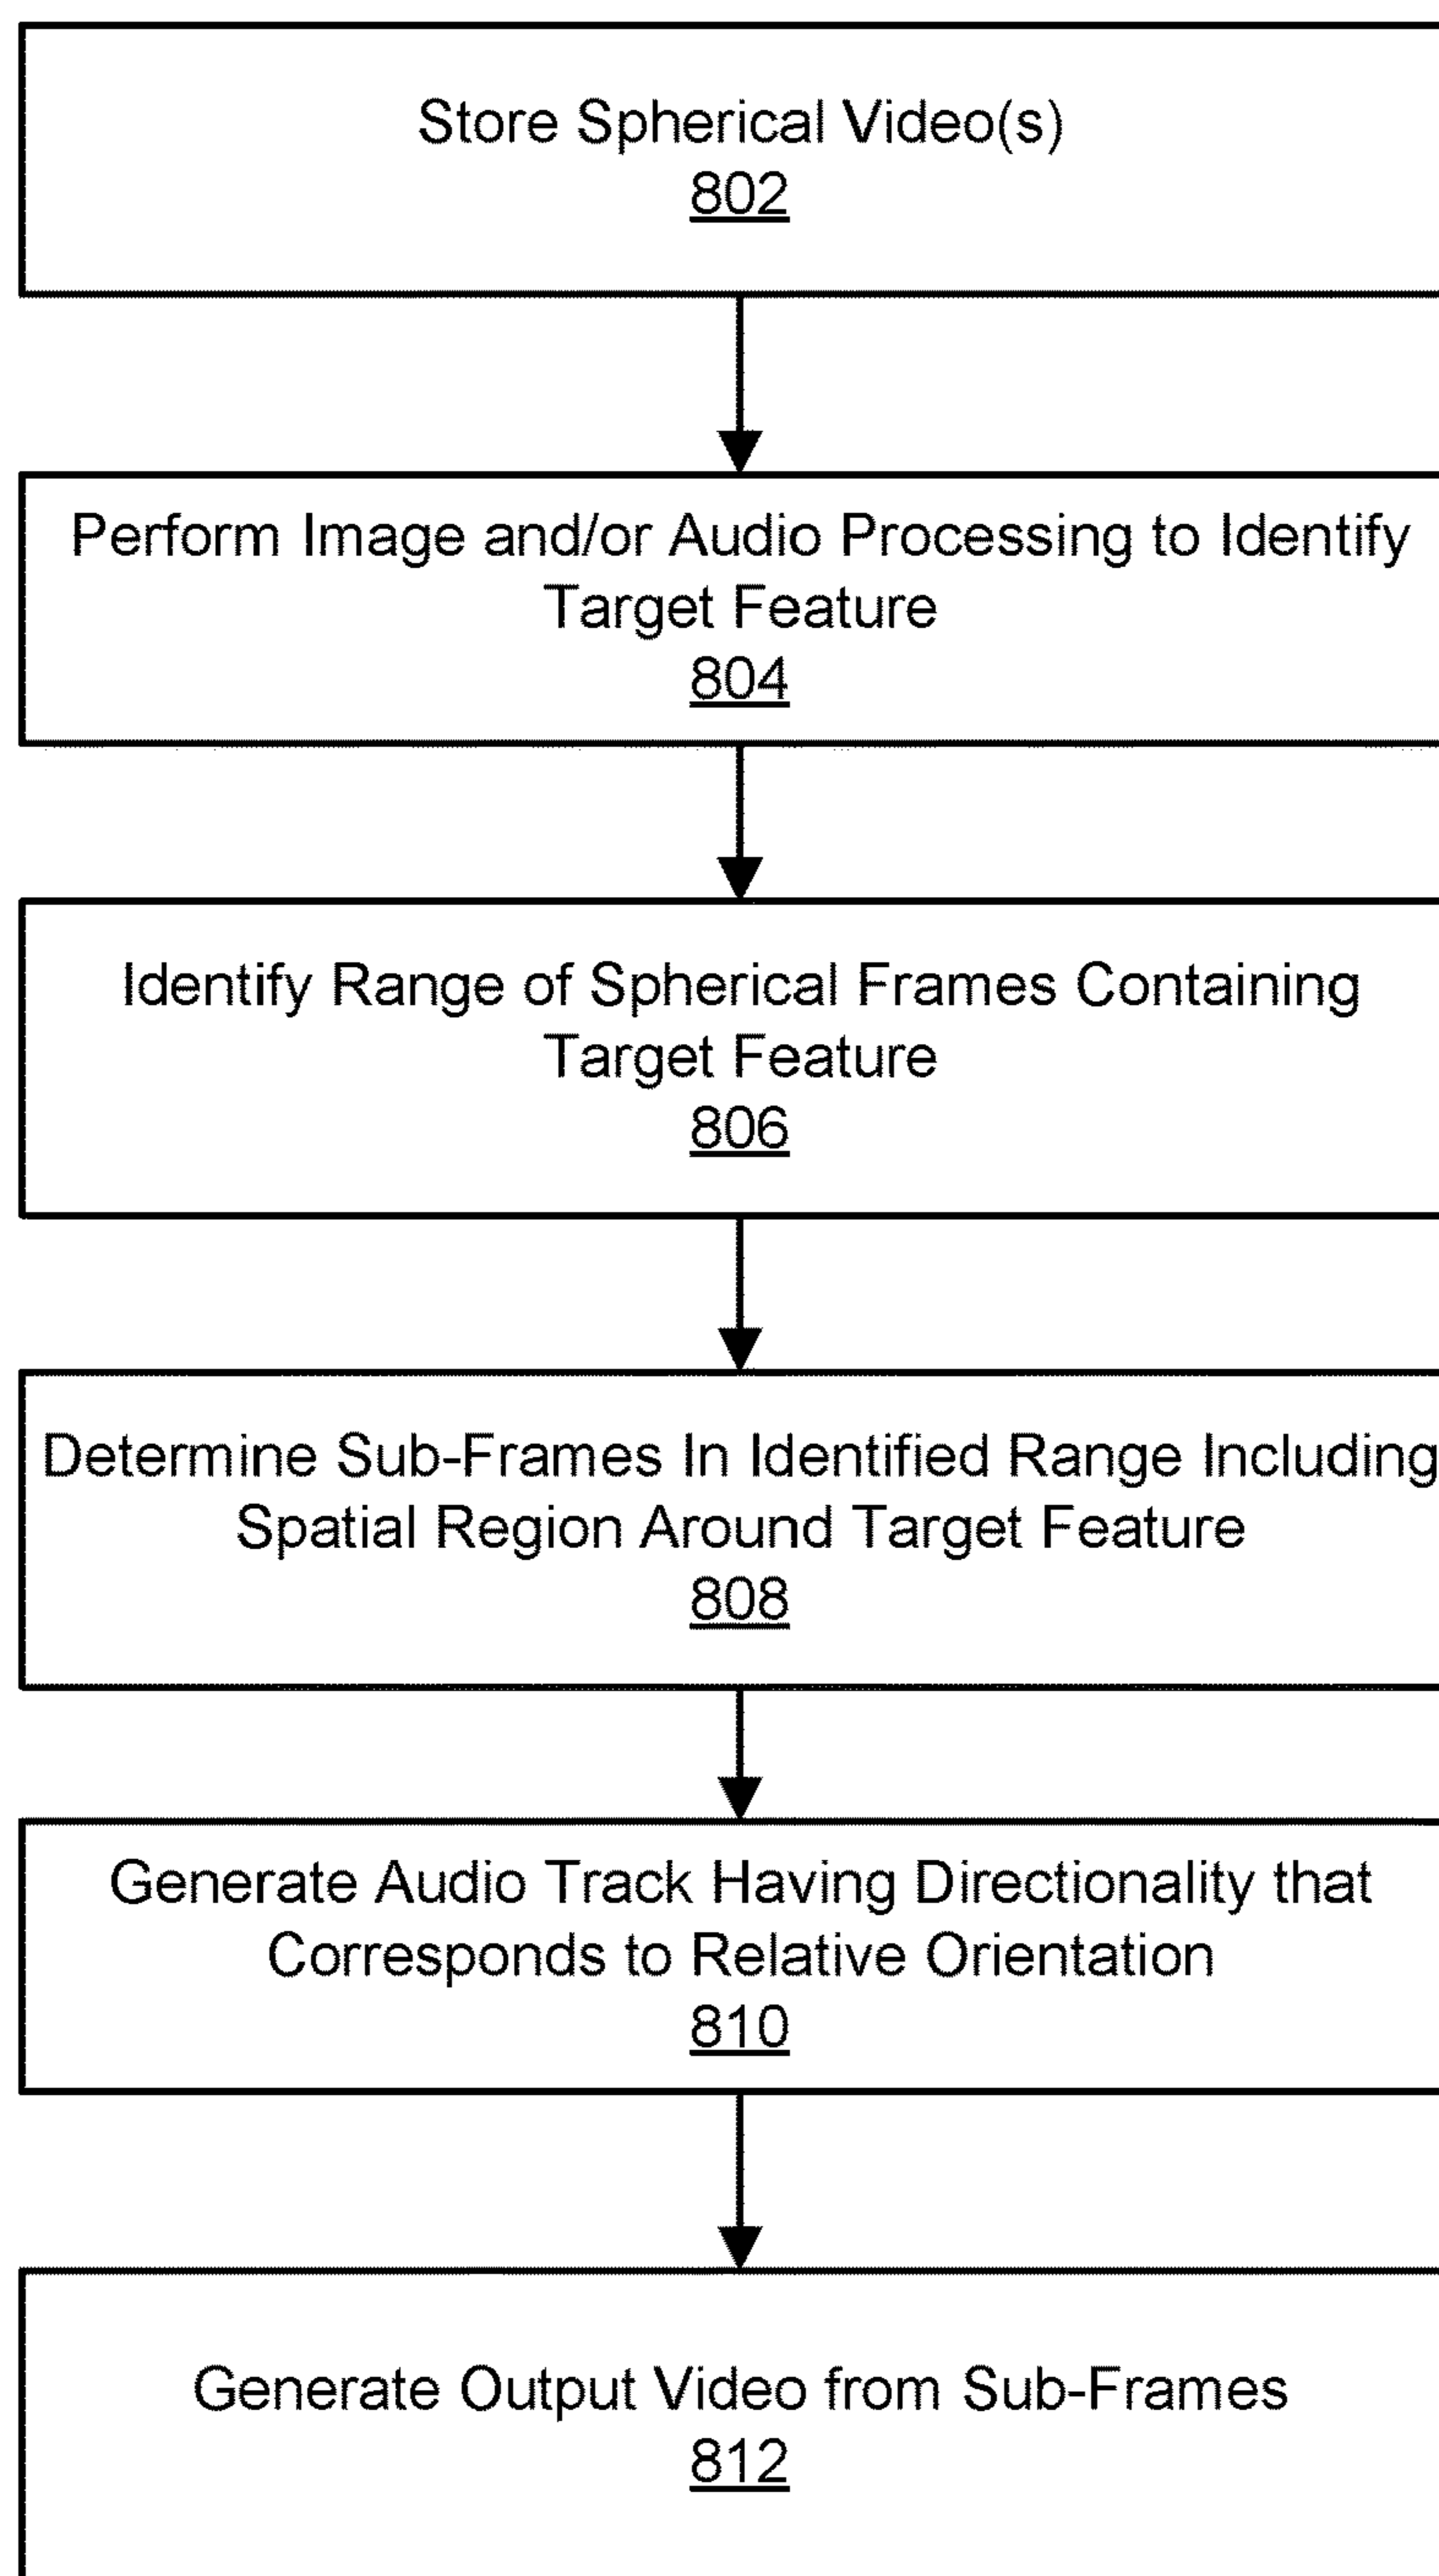 Store Spherical Video(s)
802
Perform Image and/or Audio Processing to Identify
Target Feature
804
Identify Range of Spherical Frames Containing
Target Feature
806
Determine Sub-Frames In Identified Range Including
Spatial Region Around Target Feature
808
Generate Audio Track Having Directionality that
Corresponds to Relative Orientation
810
Generate Output Video from Sub-Frames
812